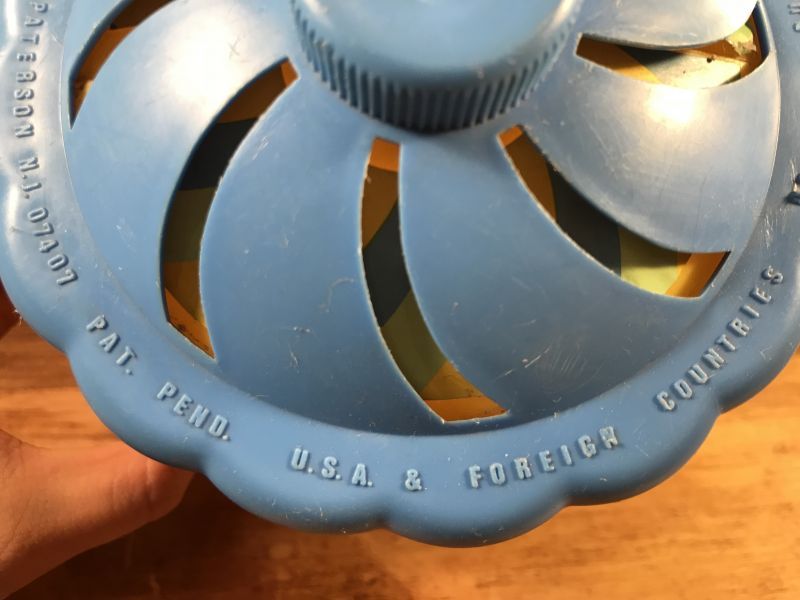 PATERSON N.J. 07407 PAT. PEND. U.S.A. & FOREIGN COUNTRIES